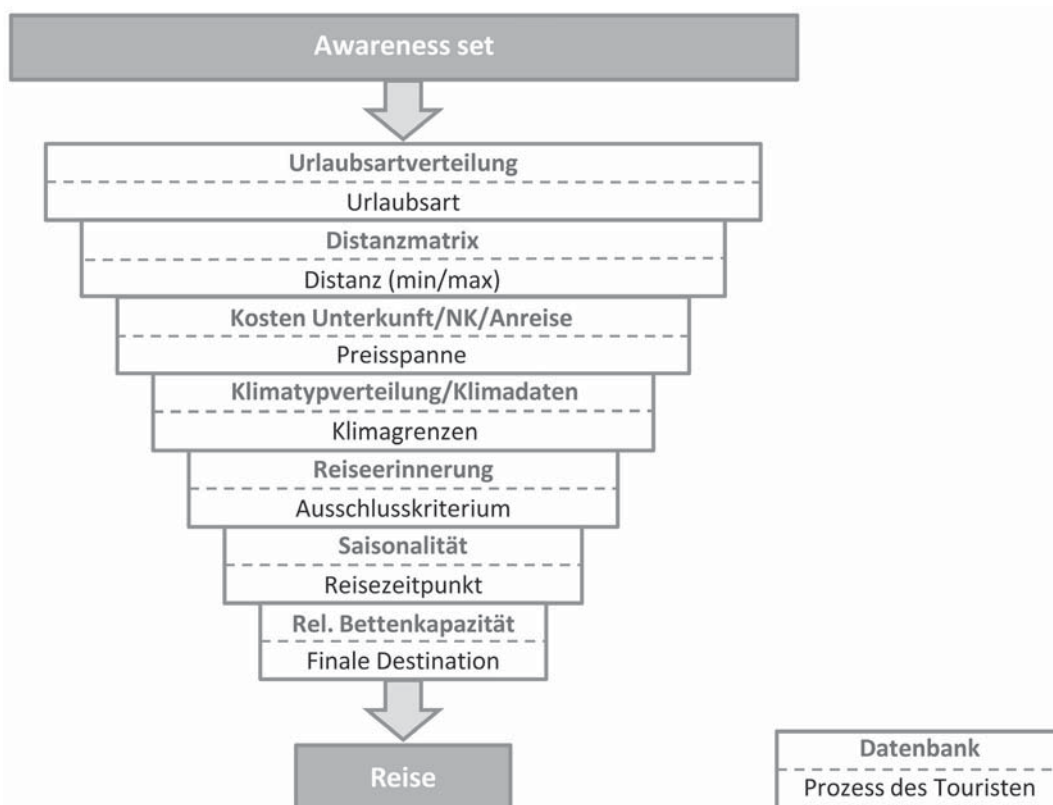 Awareness set
Urlaubsartverteilung
Urlaubsart
Distanzmatrix
Distanz (min/max)
Kosten Unterkunft/NK/Anreise
Preisspanne
Klimatypverteilung/Klimadaten
Klimagrenzen
Reiseerinnerung
Ausschlusskriterium
Saisonalität
Reisezeitpunkt
Rel. Bettenkapazität
Finale Destination
Reise
Datenbank
Prozess des Touristen